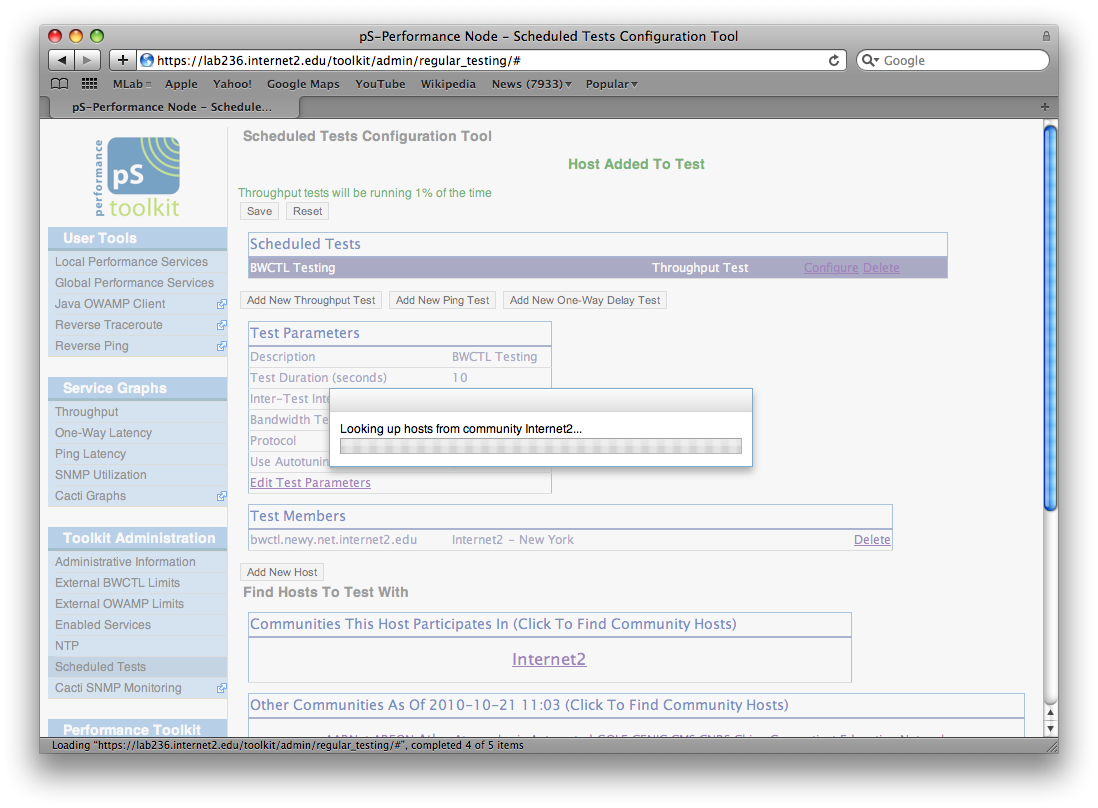 pS-Performance Node – Scheduled Tests Configuration Tool
https://lab236.internet2.edu/toolkit/admin/regular_testing/#
Google
MLab Apple Yahoo! Google Maps YouTube Wikipedia News (7933) Popular
pS-Performance Node – Schedule...
performance
pS
toolkit
User Tools
Local Performance Services
Global Performance Services
Java OWAMP Client
Reverse Traceroute
Reverse Ping
Service Graphs
Throughput
One-Way Latency
Ping Latency
SNMP Utilization
Cacti Graphs
Toolkit Administration
Administrative Information
External BWCTL Limits
External OWAMP Limits
Enabled Services
NTP
Scheduled Tests
Cacti SNMP Monitoring
Performance Toolkit
Scheduled Tests Configuration Tool
Host Added To Test
Throughput tests will be running 1% of the time
Save Reset
Scheduled Tests
BWCTL Testing Throughput Test Configure Delete
Add New Throughput Test Add New Ping Test Add New One-Way Delay Test
Test Parameters
Description BWCTL Testing
Test Duration (seconds) 10
Inter-Test
Bandwidth
Protocol
Use
Looking up hosts from community Internet2...
Edit Test Parameters
Test Members
bwctl.newy.net.internet2.edu Internet2 – New York Delete
Add New Host
Find Hosts To Test With
Communities This Host Participates In (Click To Find Community Hosts)
Internet2
Other Communities As Of 2010-10-21 11:03 (Click To Find Community Hosts)
Loading "https://lab236.internet2.edu/toolkit/admin/regular_testing/#", completed 4 of 5 items